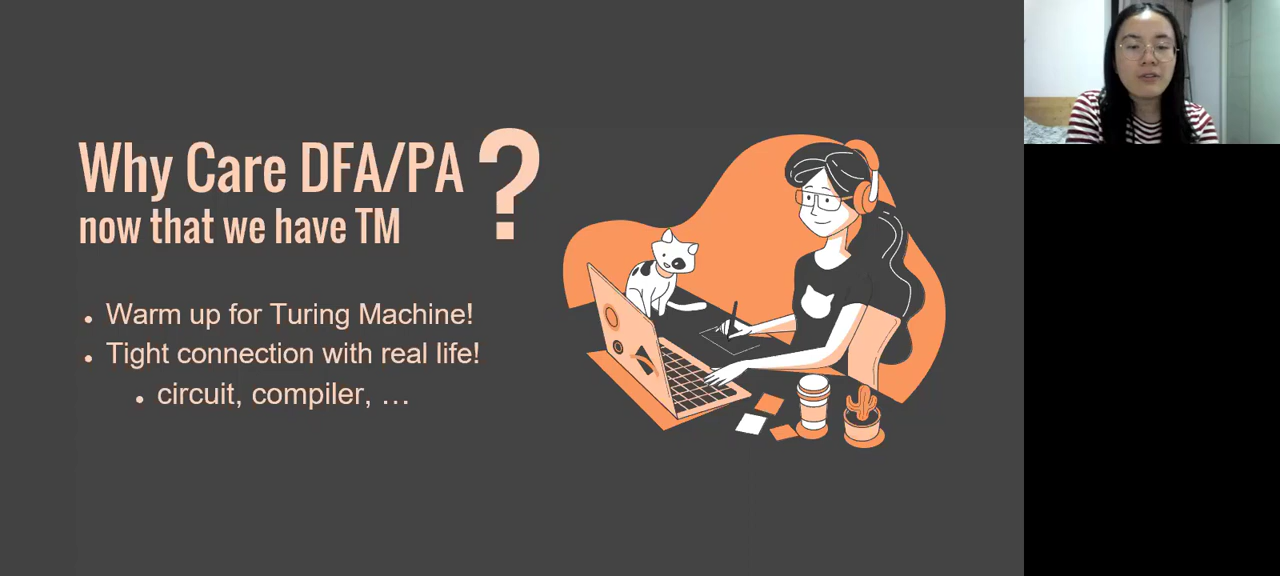 Why Care DFA/PA ?
now that we have TM
• Warm up for Turing Machine!
• Tight connection with real life!
• circuit, compiler, …